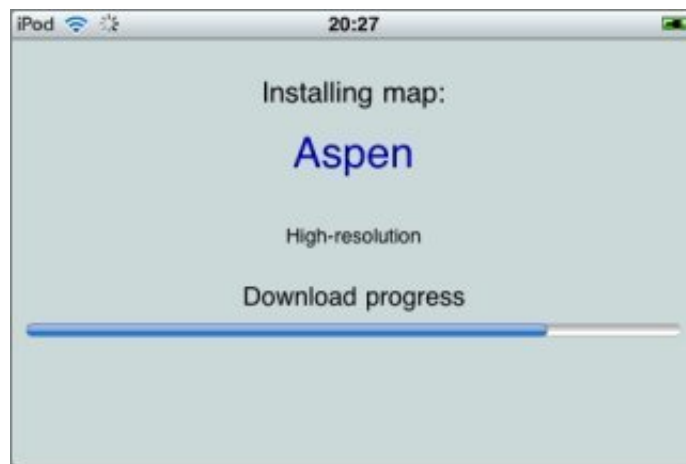 iPod 20:27
Installing map:
Aspen
High-resolution
Download progress